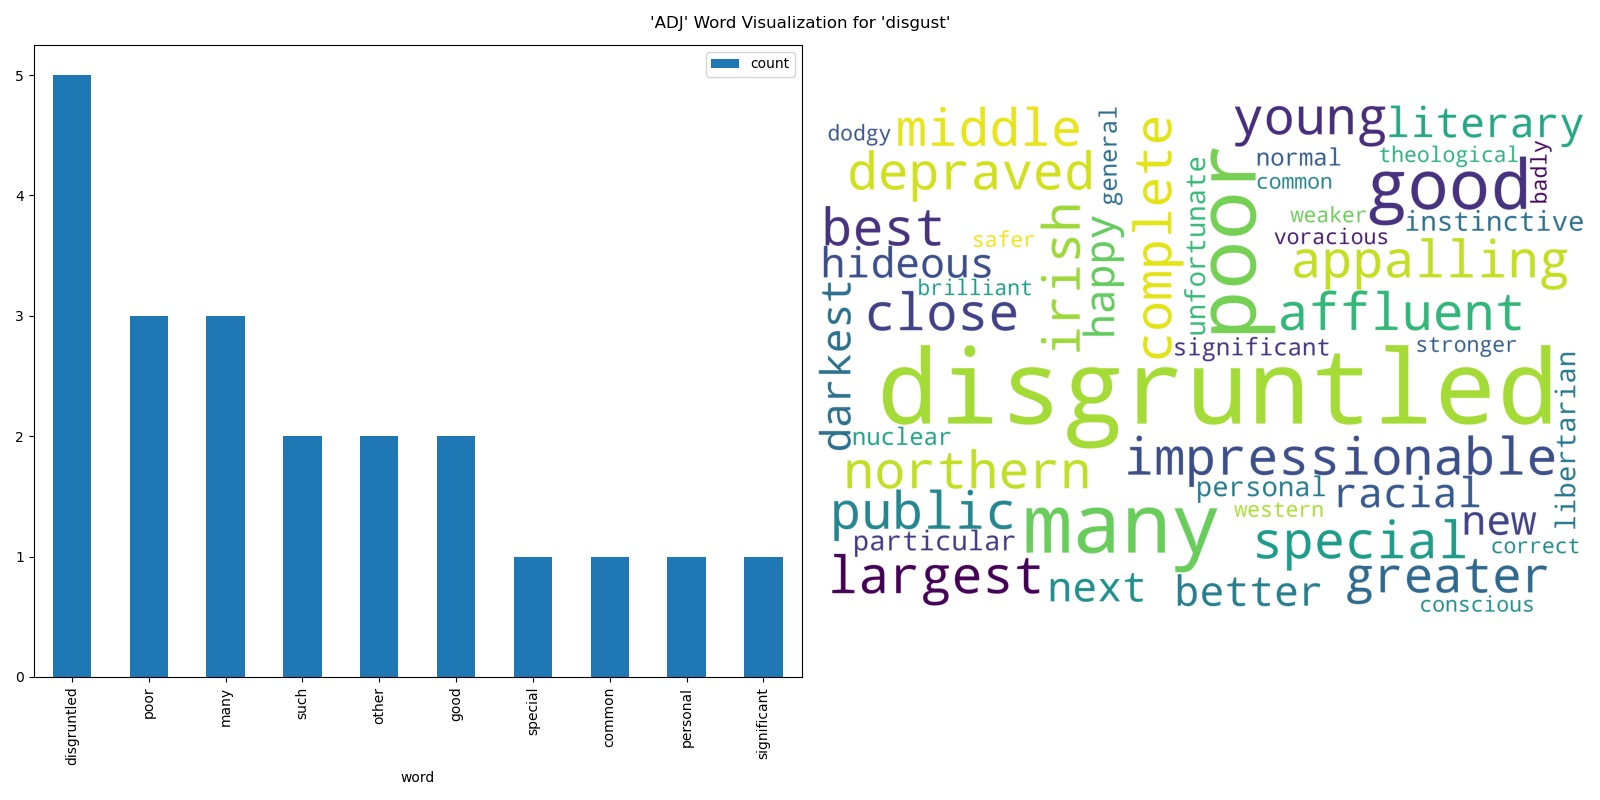 'ADJ' Word Visualization for 'disgust'
count
5
4
3
2
1
0
disgruntled
poor
many
such
other
good
special
common
personal
significant
word
dodgy
middle
general
complete
young
literary
depraved
unfortunate
poor
normal
theological
badly
common
good
best
safer
irish
happy
weaker
instinctive
voracious
hideous
brilliant
appalling
darkest
close
affluent
significant
stronger
disgruntled
libertarian
nuclear
northern
impressionable
personal
racial
public
many
western
new
particular
special
correct
largest
next
better
greater
conscious